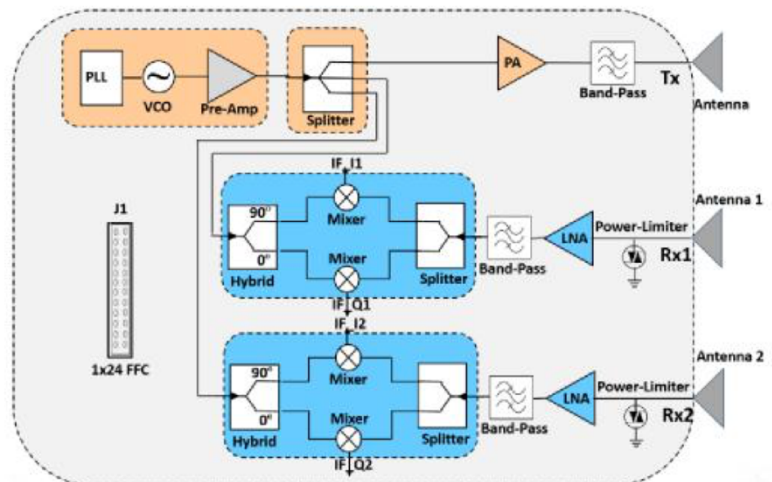 PLL
VCO
Pre-Amp
Splitter
PA
Band-Pass
Tx
Antenna
J1
1x24 FFC
IF_I1
90°
0°
Hybrid
Mixer
Mixer
IF_Q1
Splitter
Band-Pass
LNA
Power-Limiter
Rx1
Antenna 1
IF_I2
90°
0°
Hybrid
Mixer
Mixer
IF_Q2
Splitter
Band-Pass
LNA
Power-Limiter
Rx2
Antenna 2